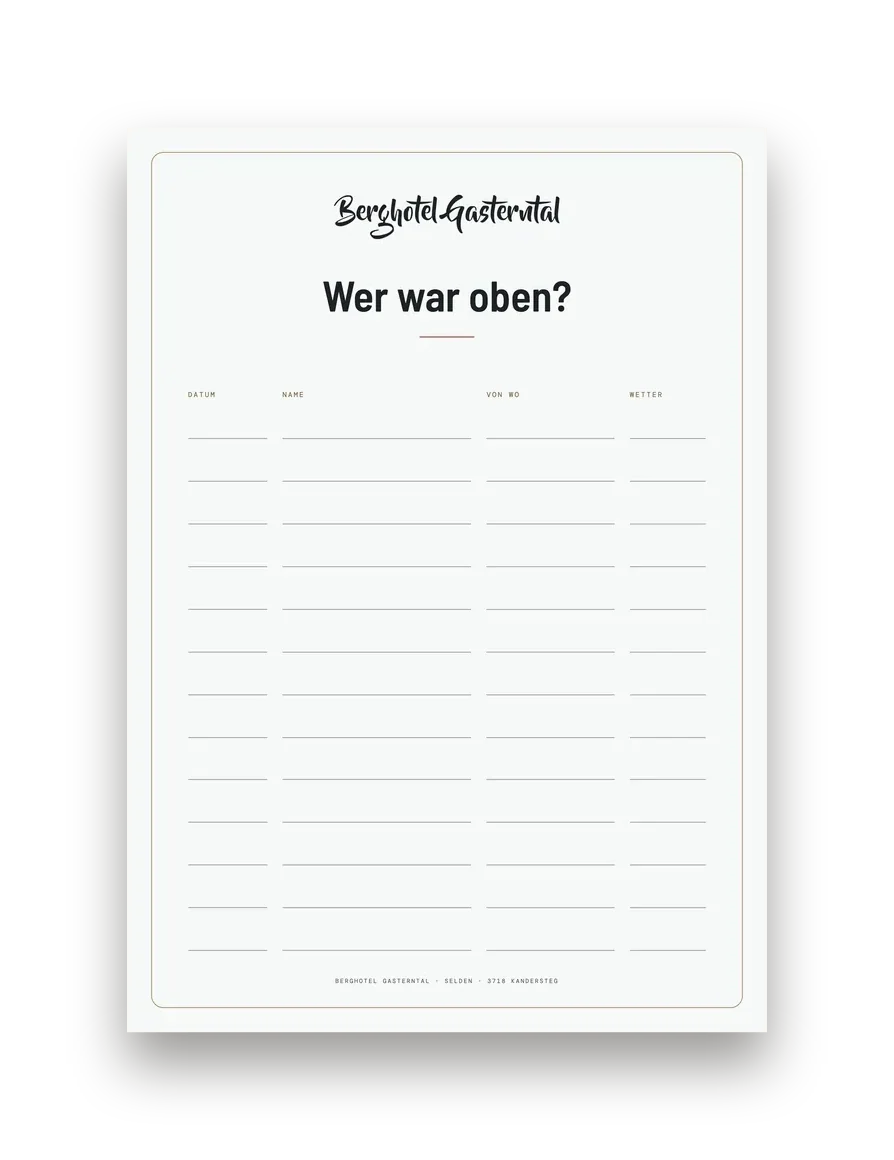 Berghotel Gasterntal
Wer war oben?
DATUM NAME VON WO WETTER
BERGHOTEL GASTERNTAL · SELDEN · 3718 KANDERSTEG